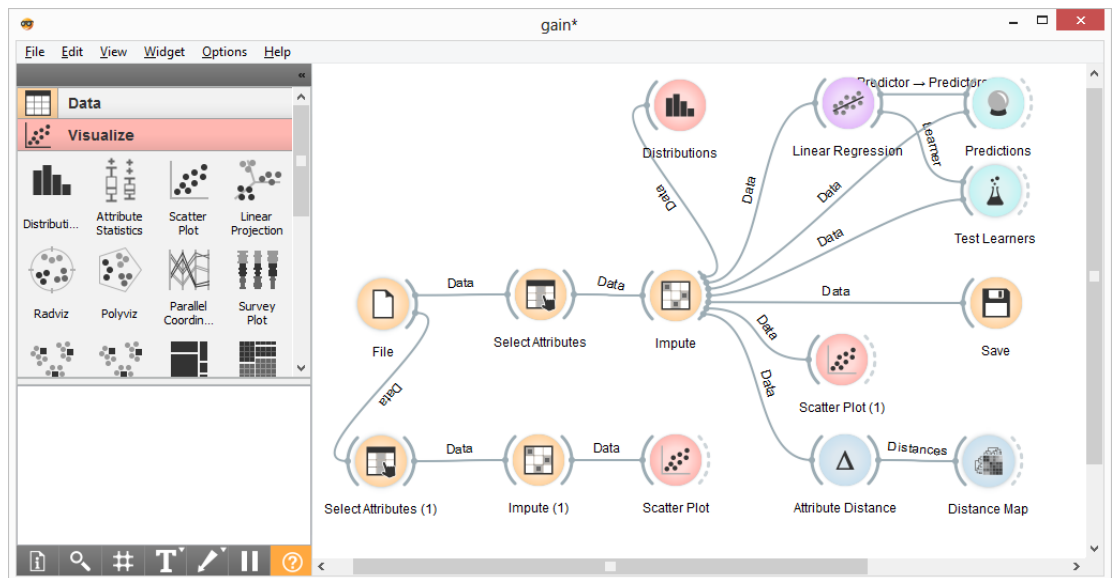 gain*
File Edit View Widget Options Help
Data
Visualize
Distributi... Attribute Statistics Scatter Plot Linear Projection
Radviz Polyviz Parallel Coordin... Survey Plot
Predictor → Predictors
Distributions
Linear Regression
Predictions
Learner
Data
Data
Data
Data
Test Learners
Data
Data
Data
File
Select Attributes
Impute
Save
Data
Scatter Plot (1)
Data
Data
Data
Data
Distances
Select Attributes (1)
Impute (1)
Scatter Plot
Attribute Distance
Distance Map
T
?